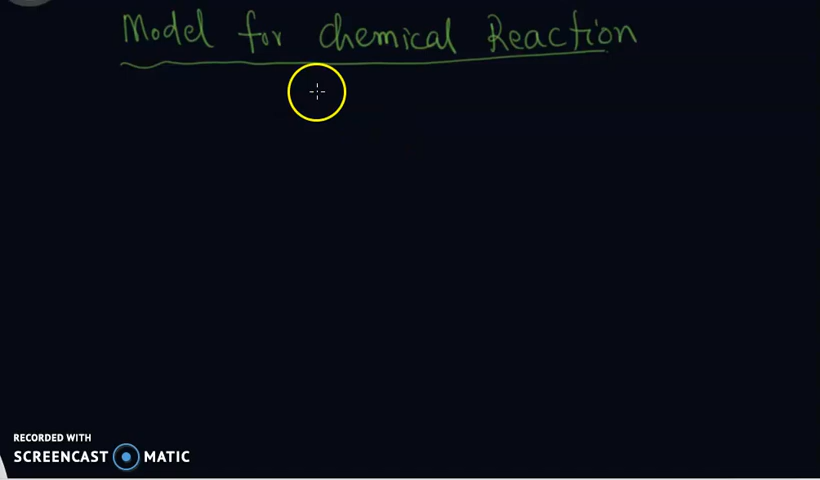 Model for chemical Reaction
RECORDED WITH
SCREENCAST MATIC